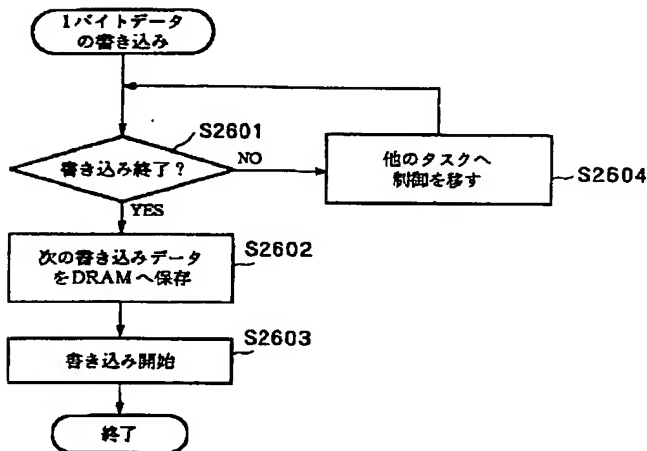 1バイトデータ
の書き込み
S2601
書き込み終了？
NO
他のタスクへ
制御を移す
S2604
YES
S2602
次の書き込みデータ
をDRAMへ保存
S2603
書き込み開始
終了